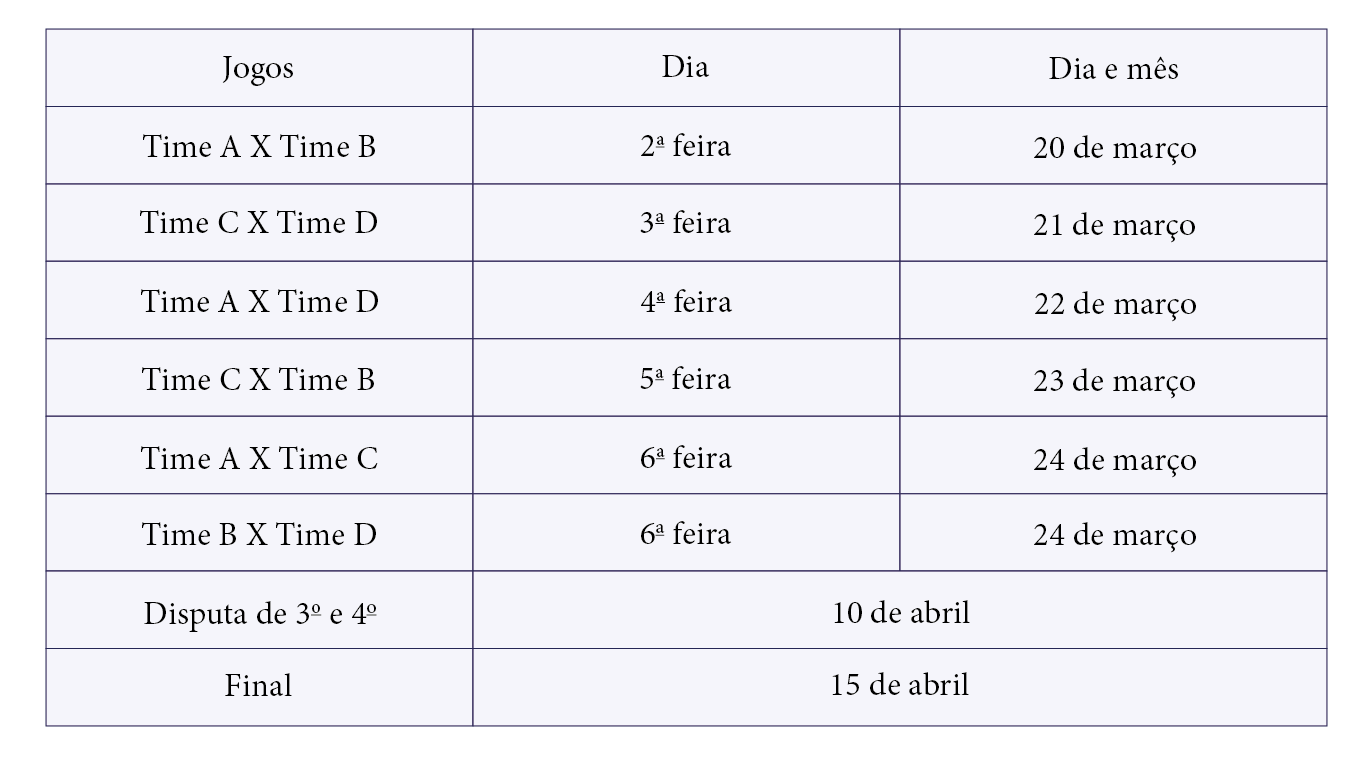 Jogos Dia Dia e mês
Time A X Time B 2ª feira 20 de março
Time C X Time D 3ª feira 21 de março
Time A X Time D 4ª feira 22 de março
Time C X Time B 5ª feira 23 de março
Time A X Time C 6ª feira 24 de março
Time B X Time D 6ª feira 24 de março
Disputa de 3º e 4º 10 de abril
Final 15 de abril